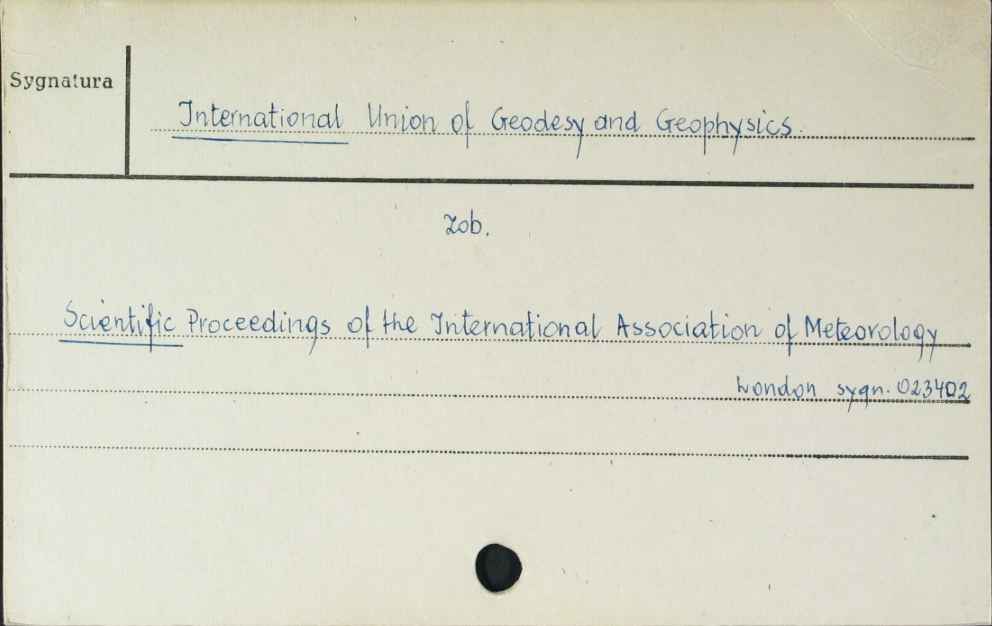 Sygnatura
International Union of Geodesy and Geophysics.
Zob.
Scientific Proceedings of the International Association of Meteorology
London sygn. 023402